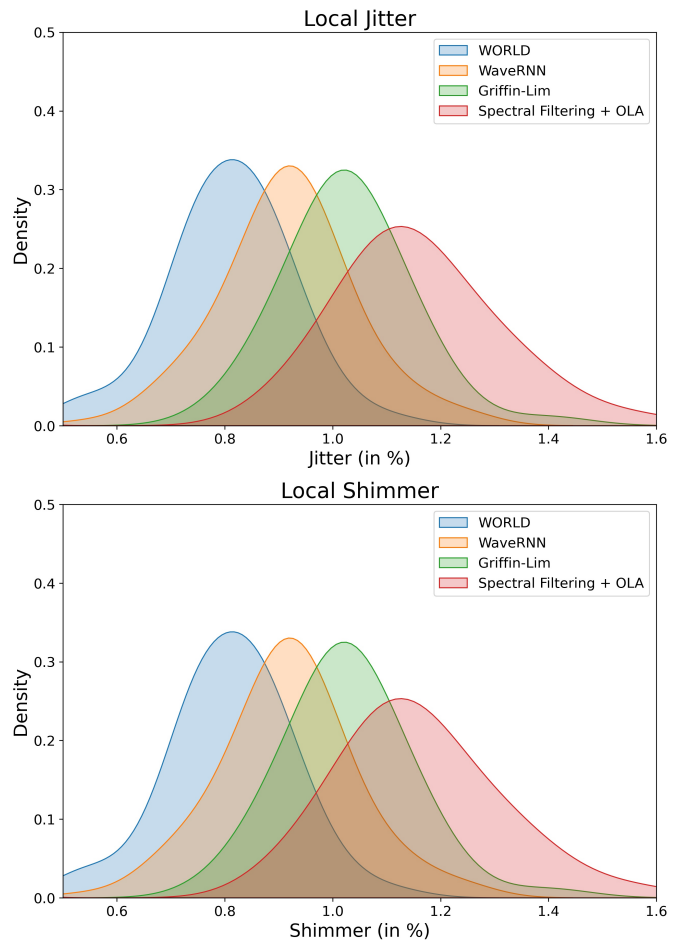 Local Jitter
0.5
0.4
0.3
0.2
0.1
0.0
Density
WORLD
WaveRNN
Griffin-Lim
Spectral Filtering + OLA
0.6 0.8 1.0 1.2 1.4 1.6
Jitter (in %)
Local Shimmer
0.5
0.4
0.3
0.2
0.1
0.0
Density
WORLD
WaveRNN
Griffin-Lim
Spectral Filtering + OLA
0.6 0.8 1.0 1.2 1.4 1.6
Shimmer (in %)